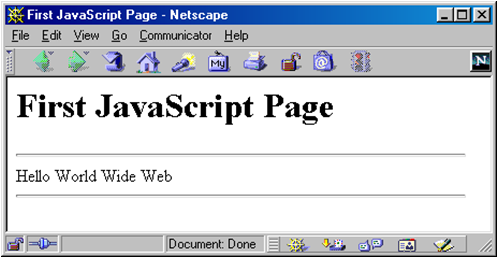 First JavaScript Page - Netscape
File Edit View Go Communicator Help
My
N
First JavaScript Page
Hello World Wide Web
Document: Done